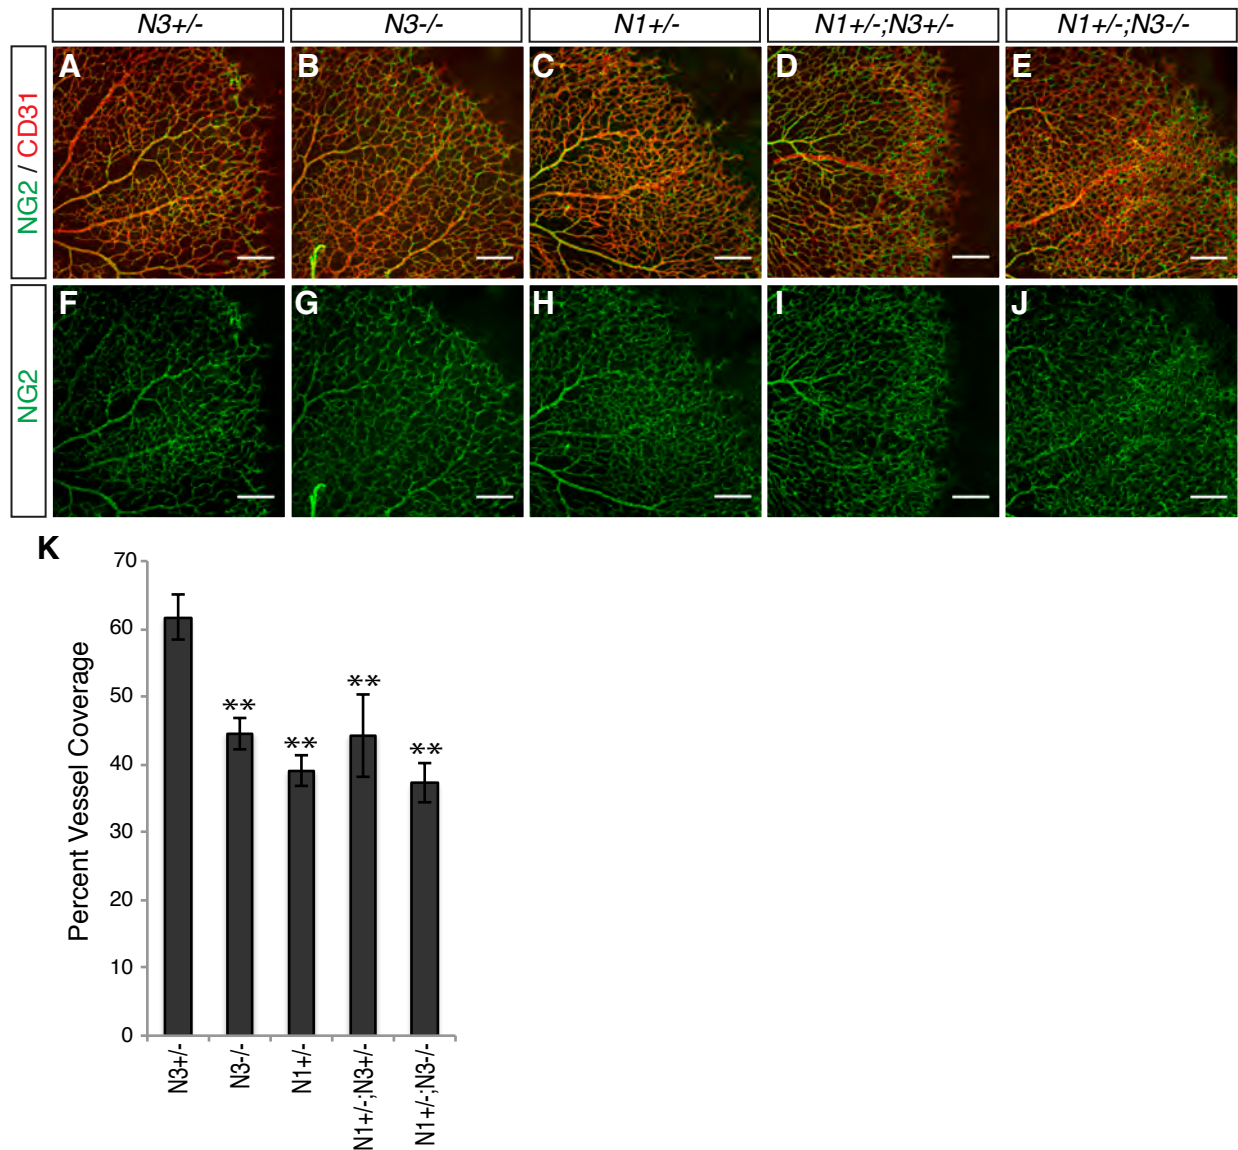 N3+/-
N3-/-
N1+/-
N1+/-;N3+/-
N1+/-;N3-/-
NG2 / CD31
A
B
C
D
E
NG2
F
G
H
I
J
K
Percent Vessel Coverage
70
60
50
40
30
20
10
0
**
**
**
**
N3+/-
N3-/-
N1+/-
N1+/-;N3+/-
N1+/-;N3-/-